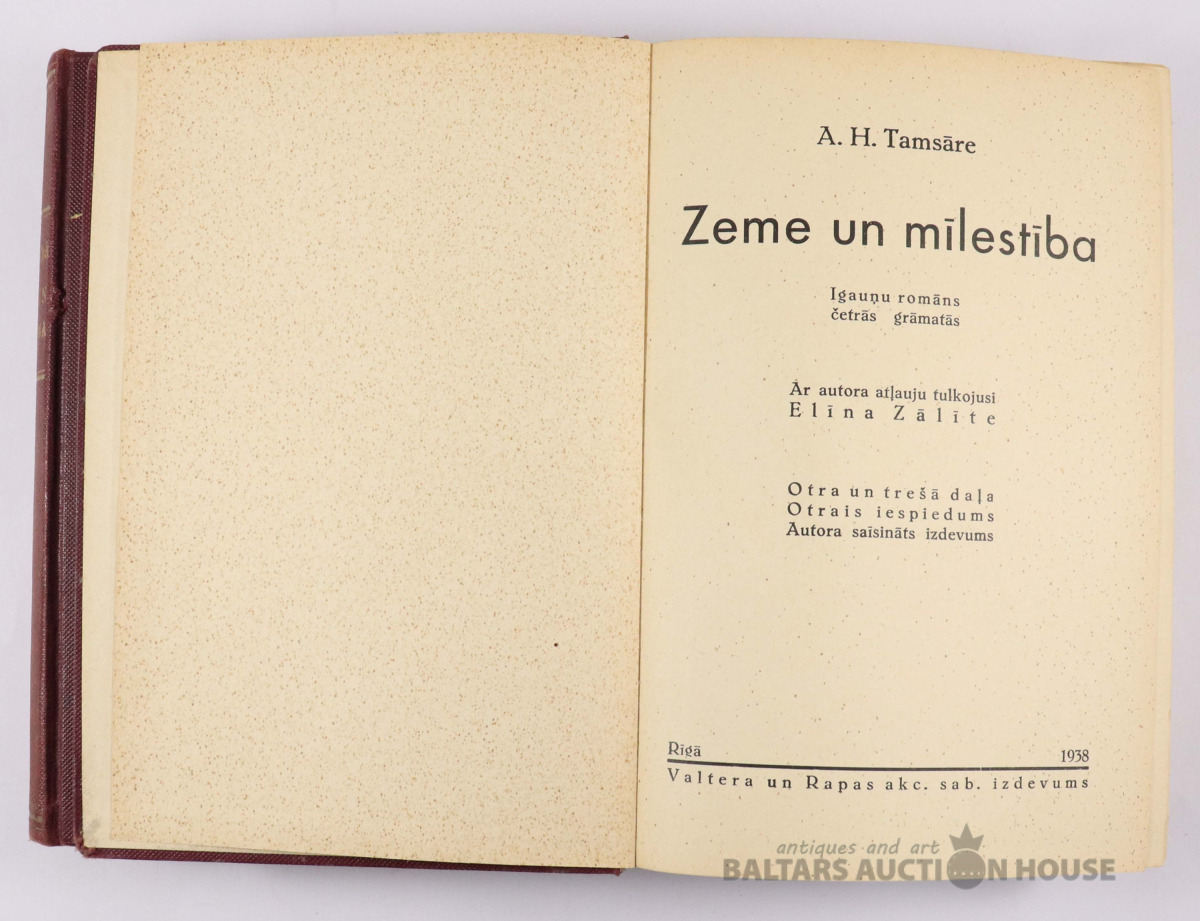 A. H. Tamsāre
Zeme un mīlestība
Igauņu romāns
četrās grāmatās
Ar autora atļauju tulkojusi
Elīna Zālīte
Otra un trešā daļa
Otrais iespiedums
Autora saīsināts izdevums
Rīgā 1938
Valtera un Rapas akc. sab. izdevums
antiques and art
BALTARS AUCTION HOUSE